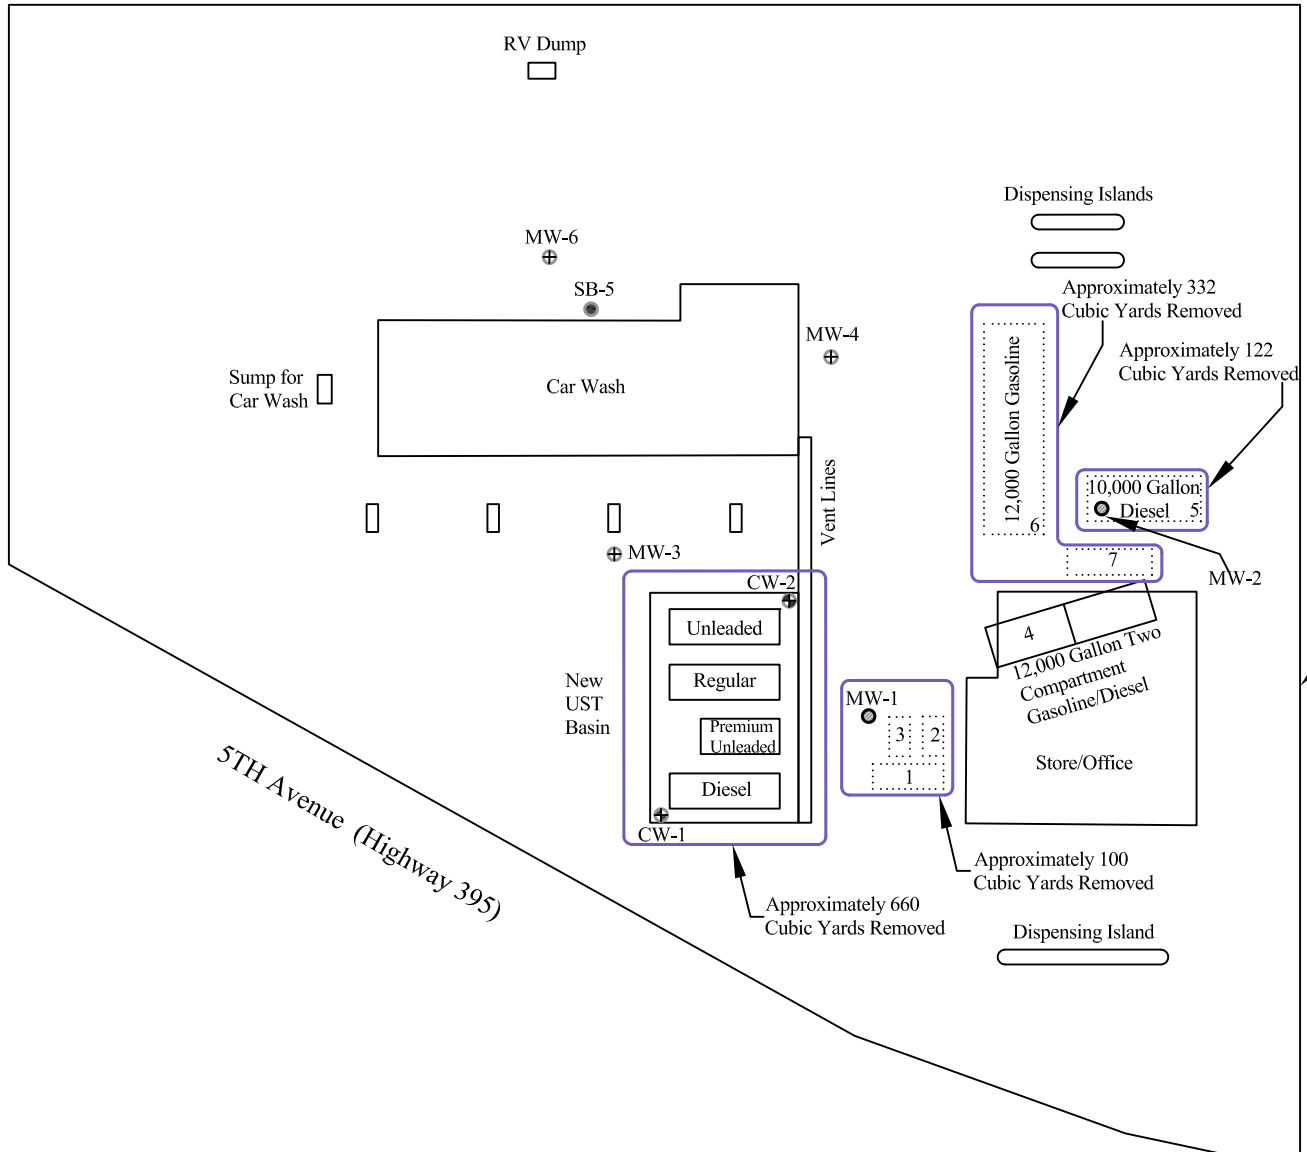 RV Dump
Dispensing Islands
MW-6
SB-5
Approximately 332
Cubic Yards Removed
MW-4
Approximately 122
Cubic Yards Removed
Sump for
Car Wash
Car Wash
12,000 Gallon Gasoline
6
Vent Lines
10,000 Gallon
Diesel
5
MW-3
7
MW-2
CW-2
Unleaded
4
12,000 Gallon Two
Compartment
Gasoline/Diesel
New
UST
Basin
Regular
MW-1
Premium
Unleaded
3
2
1
Store/Office
Diesel
CW-1
5TH Avenue (Highway 395)
Approximately 100
Cubic Yards Removed
Approximately 660
Cubic Yards Removed
Dispensing Island